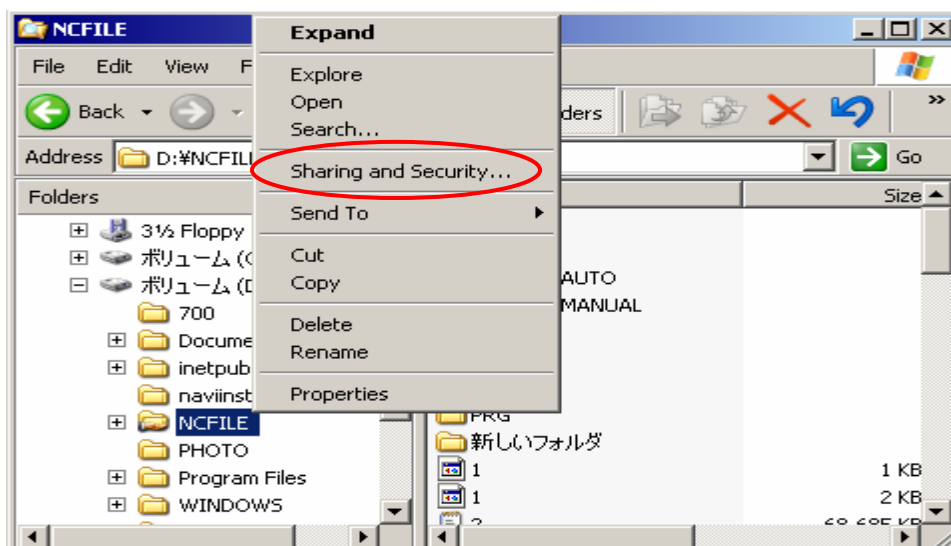 NCFILE
File Edit View F
Back
ders
»
Address D:¥NCFIL
Go
Expand
Explore
Open
Search...
Sharing and Security...
Send To
Cut
Copy
Delete
Rename
Properties
Folders
3½ Floppy
ボリューム (
ボリューム (
700
Docume
inetpub
naviinst
NCFILE
PHOTO
Program Files
WINDOWS
Size
AUTO
MANUAL
PRG
新しいフォルダ
1 1 KB
1 2 KB